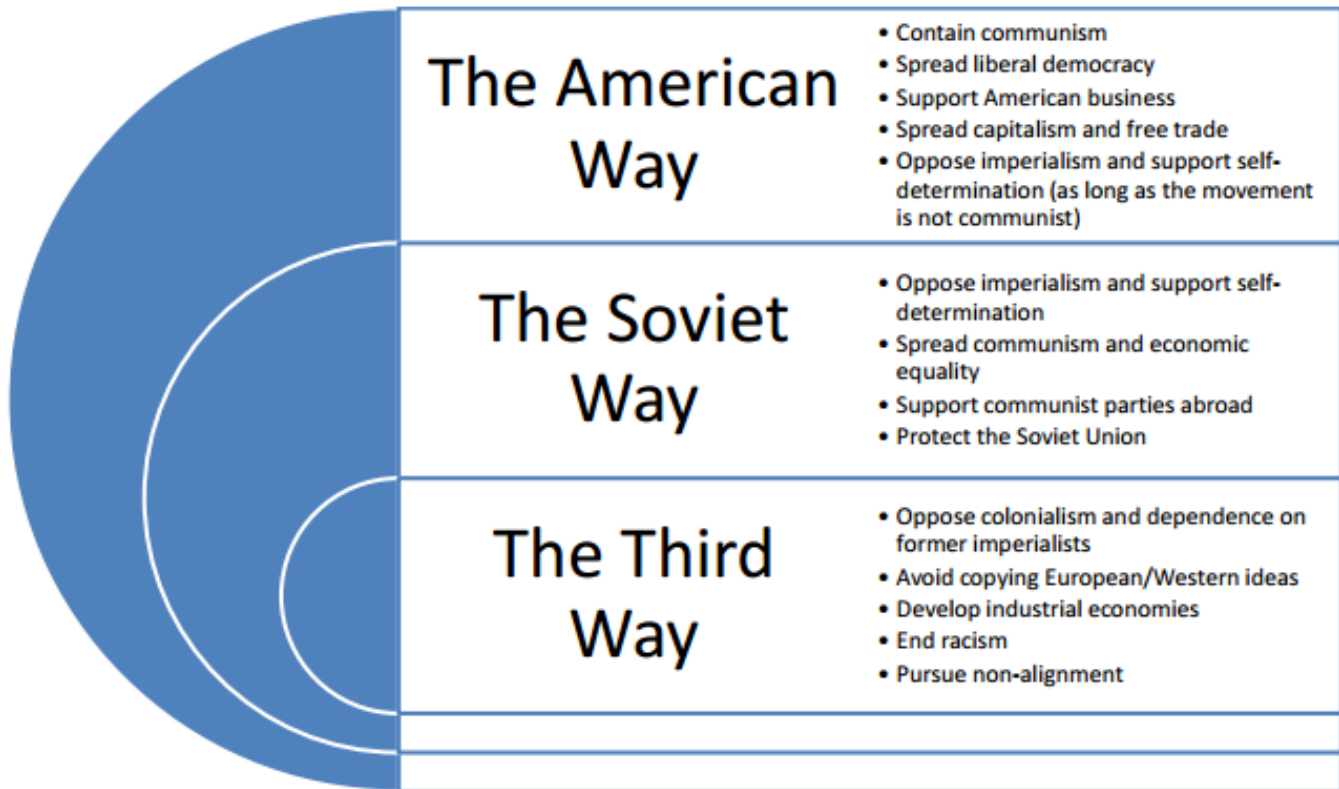 The American
Way
• Contain communism
• Spread liberal democracy
• Support American business
• Spread capitalism and free trade
• Oppose imperialism and support self-
determination (as long as the movement
is not communist)
The Soviet
Way
• Oppose imperialism and support self-
determination
• Spread communism and economic
equality
• Support communist parties abroad
• Protect the Soviet Union
The Third
Way
• Oppose colonialism and dependence on
former imperialists
• Avoid copying European/Western ideas
• Develop industrial economies
• End racism
• Pursue non-alignment